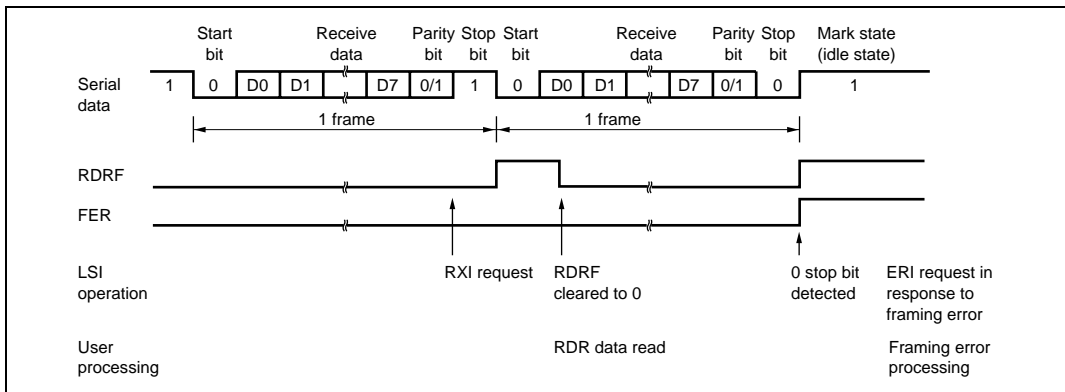 Start bit Receive data Parity bit Stop bit Start bit Receive data Parity bit Stop bit Mark state (idle state)
Serial data 1 0 D0 D1 D7 0/1 1 0 D0 D1 D7 0/1 0 1
1 frame 1 frame
RDRF
FER
LSI operation RXI request RDRF cleared to 0 0 stop bit detected ERI request in response to framing error
User processing RDR data read Framing error processing